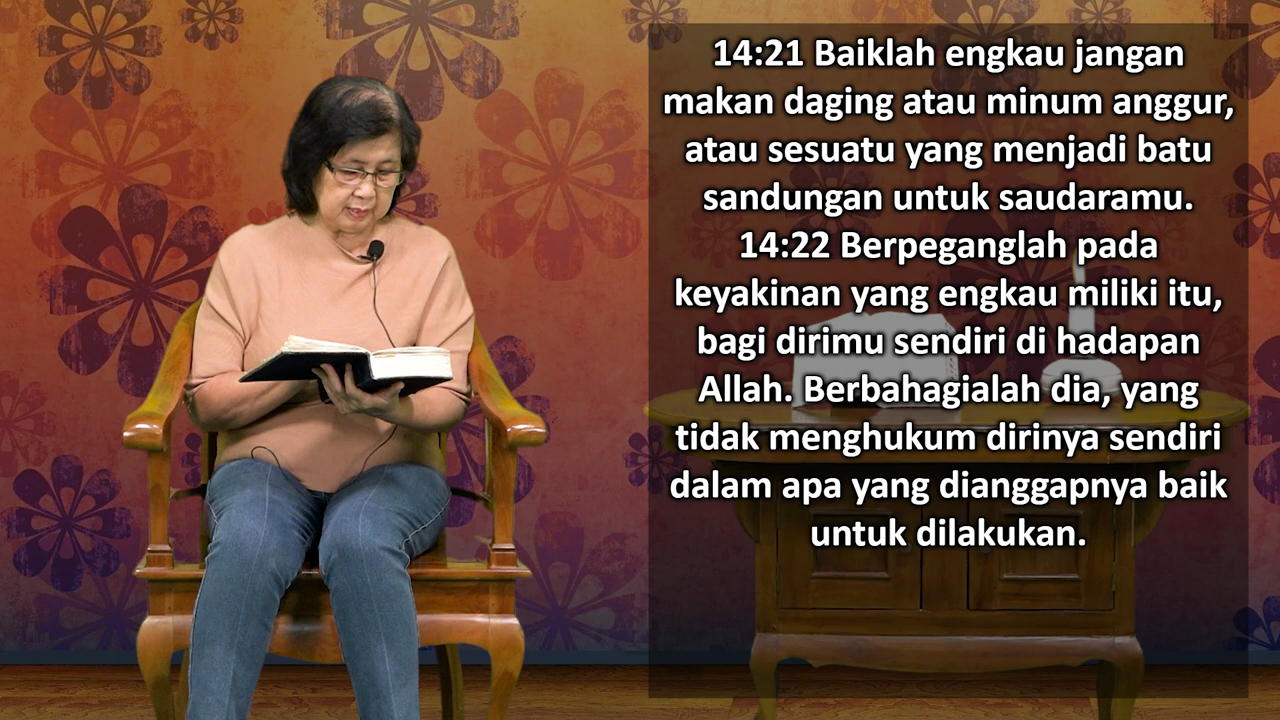 14:21 Baiklah engkau jangan
makan daging atau minum anggur,
atau sesuatu yang menjadi batu
sandungan untuk saudaramu.
14:22 Berpeganglah pada
keyakinan yang engkau miliki itu,
bagi dirimu sendiri di hadapan
Allah. Berbahagialah dia, yang
tidak menghukum dirinya sendiri
dalam apa yang dianggapnya baik
untuk dilakukan.